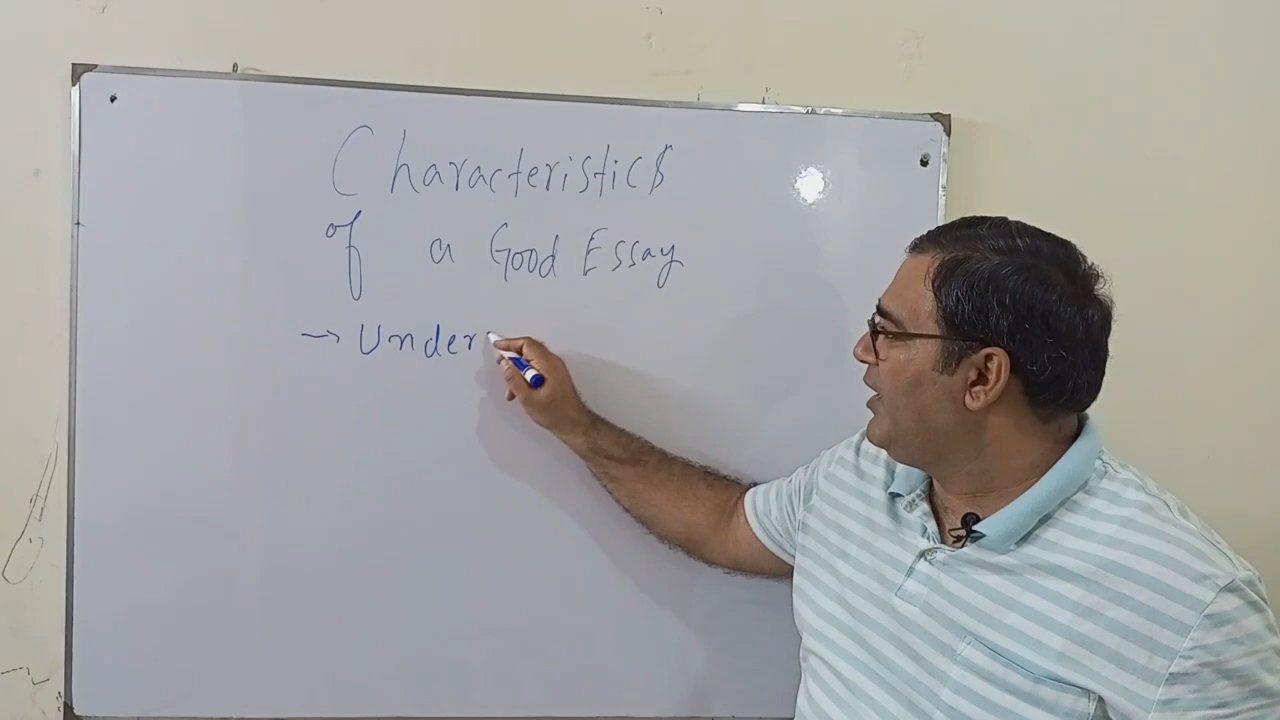 Characteristics
of a Good Essay
→ Under